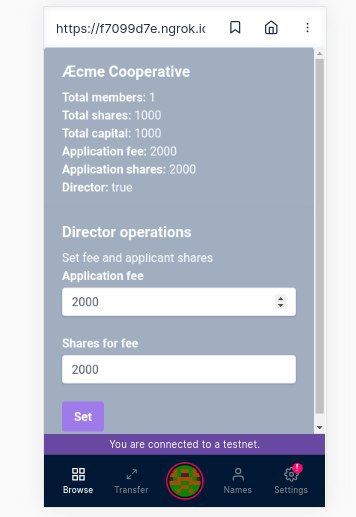 https://f7099d7e.ngrok.ic
Æcme Cooperative
Total members: 1
Total shares: 1000
Total capital: 1000
Application fee: 2000
Application shares: 2000
Director: true
Director operations
Set fee and applicant shares
Application fee
2000
Shares for fee
2000
Set
You are connected to a testnet.
Browse
Transfer
Names
!
Settings